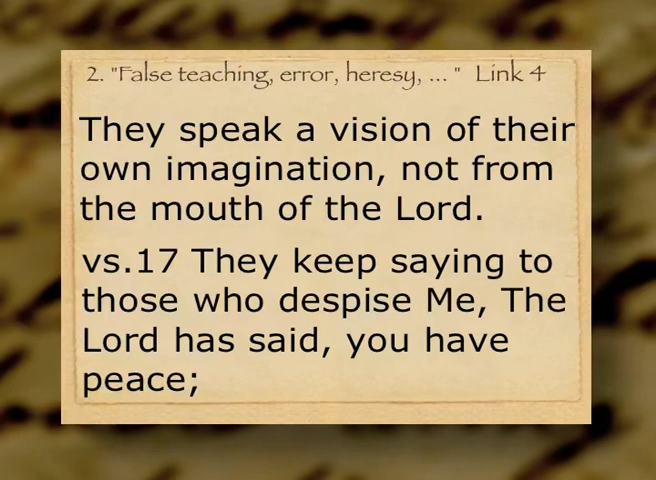 2. "False teaching, error, heresy, ... " Link 4
They speak a vision of their
own imagination, not from
the mouth of the Lord.
vs.17 They keep saying to
those who despise Me, The
Lord has said, you have
peace;